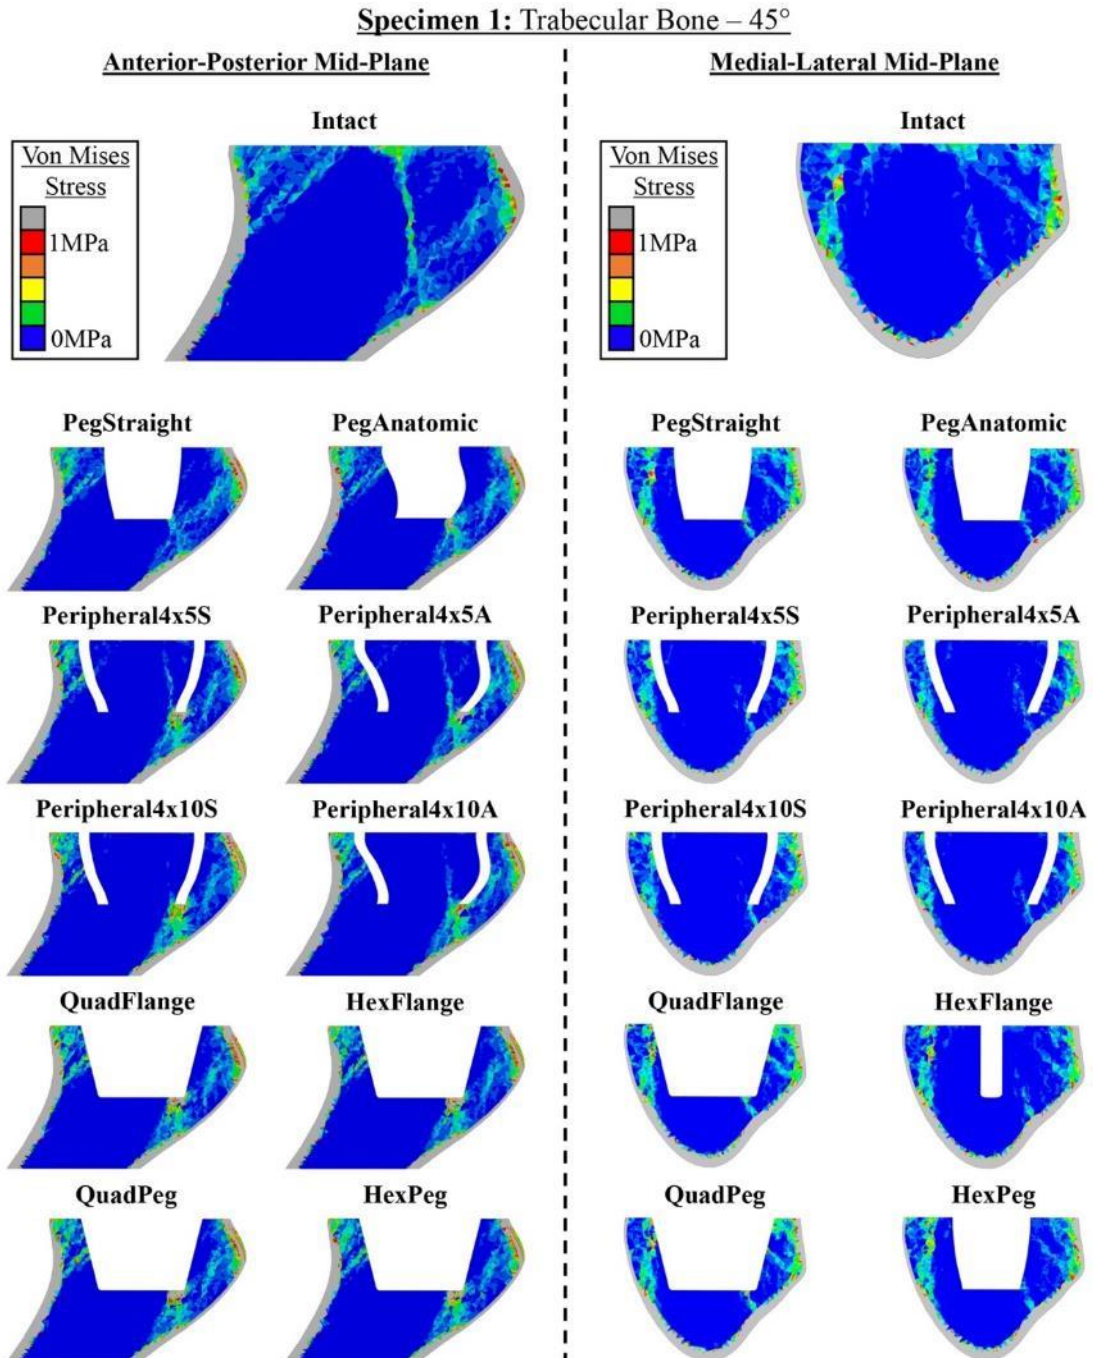 Specimen 1: Trabecular Bone – 45°
Anterior-Posterior Mid-Plane
Intact
Von Mises
Stress
1MPa
0MPa
PegStraight PegAnatomic
Peripheral4x5S Peripheral4x5A
Peripheral4x10S Peripheral4x10A
QuadFlange HexFlange
QuadPeg HexPeg
Medial-Lateral Mid-Plane
Intact
Von Mises
Stress
1MPa
0MPa
PegStraight PegAnatomic
Peripheral4x5S Peripheral4x5A
Peripheral4x10S Peripheral4x10A
QuadFlange HexFlange
QuadPeg HexPeg